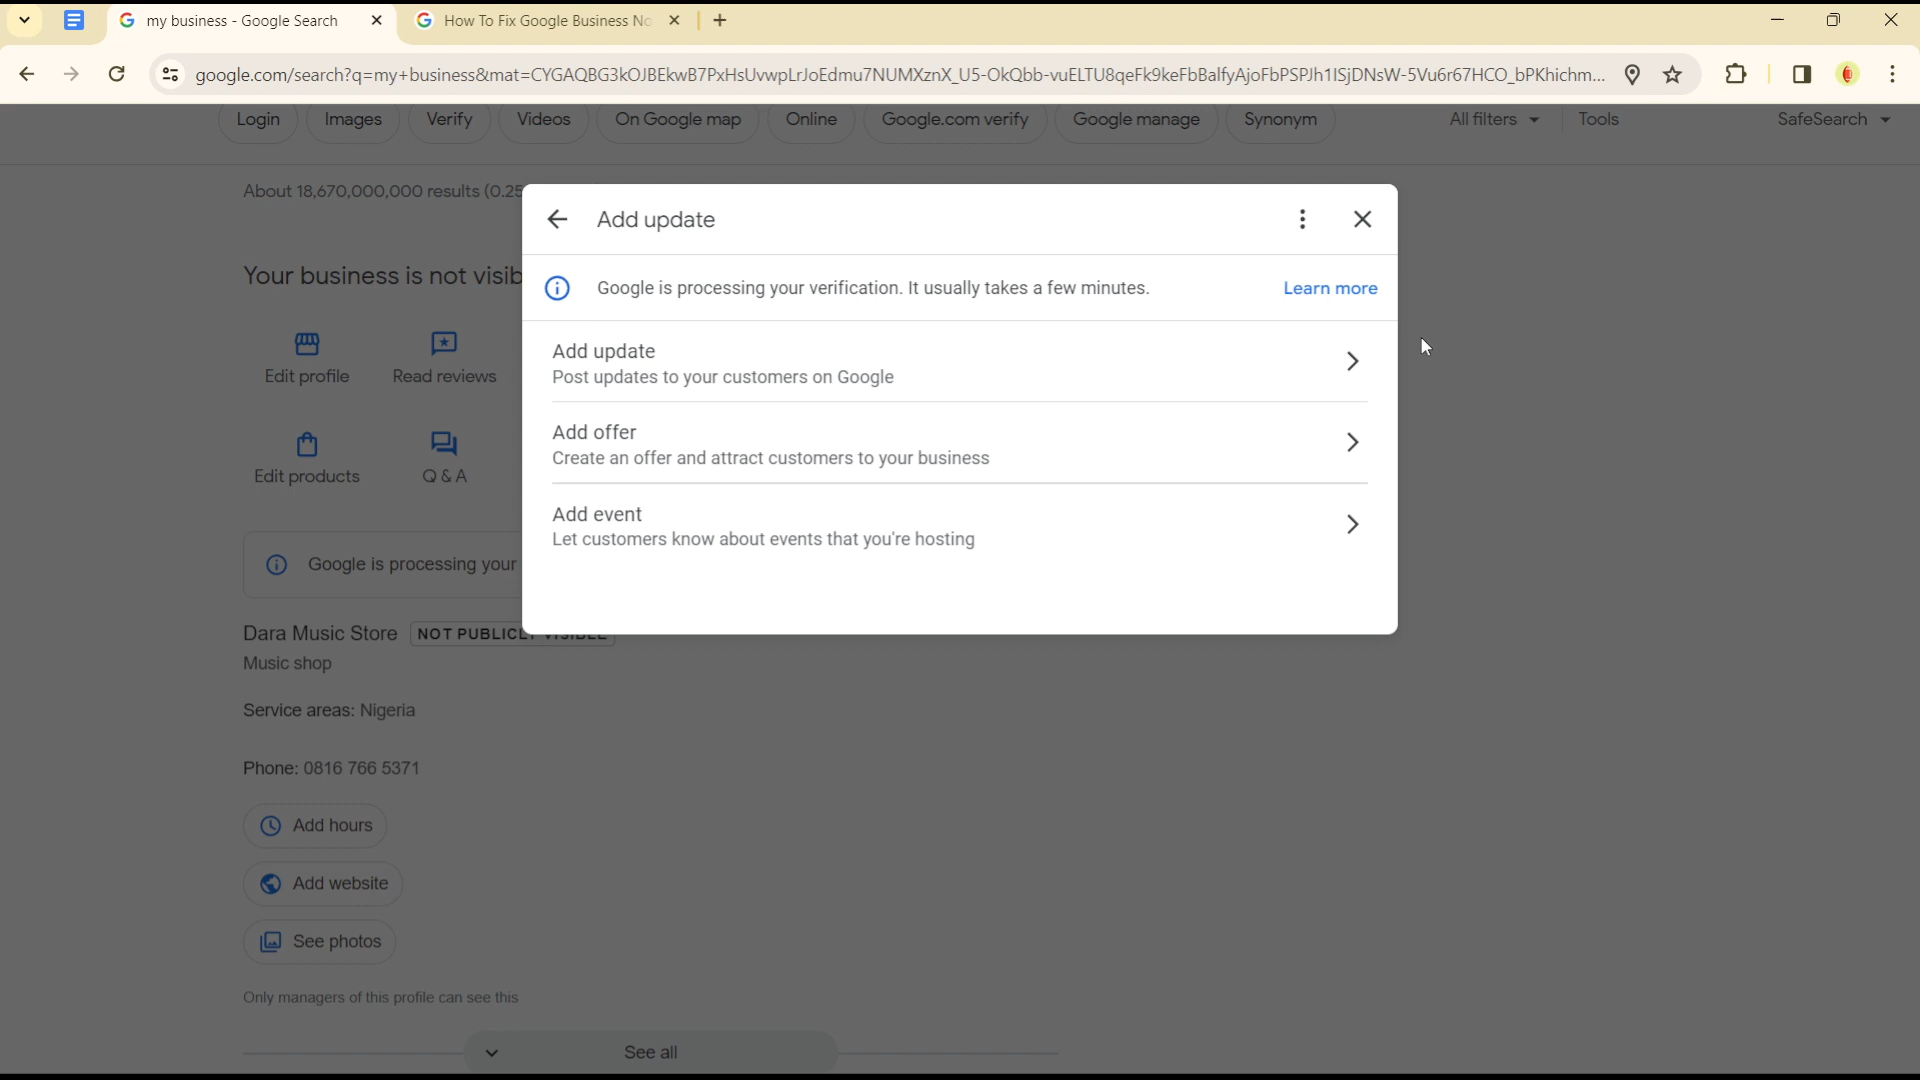 my business - Google Search
How To Fix Google Business No
google.com/search?q=my+business&mat=CYGAQBG3kOJBEkwB7PxHsUvwpLrJoEdmu7NUMXznX_U5-OkQbb-vuELTU8qeFk9keFbBalfyAjoFbPSPJh1ISjDNsW-5Vu6r67HCO_bPKhichm...
Login Images Verify Videos On Google map Online Google.com verify Google manage Synonym All filters Tools SafeSearch
About 18,670,000,000 results (0.25
Your business is not visib
Edit profile Read reviews
Edit products Q & A
Google is processing your
Dara Music Store NOT PUBLICLY VISIBLE
Music shop
Service areas: Nigeria
Phone: 0816 766 5371
Add hours
Add website
See photos
Only managers of this profile can see this
See all
Add update
Google is processing your verification. It usually takes a few minutes. Learn more
Add update
Post updates to your customers on Google
Add offer
Create an offer and attract customers to your business
Add event
Let customers know about events that you're hosting